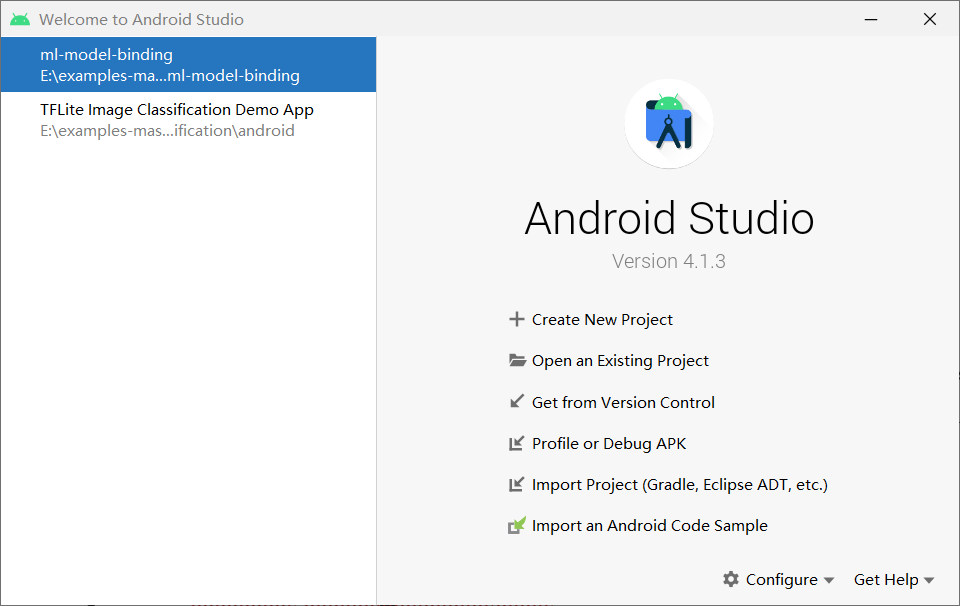 Welcome to Android Studio
ml-model-binding
E:\examples-ma...ml-model-binding
TFLite Image Classification Demo App
E:\examples-mas...ification\android
Android Studio
Version 4.1.3
Create New Project
Open an Existing Project
Get from Version Control
Profile or Debug APK
Import Project (Gradle, Eclipse ADT, etc.)
Import an Android Code Sample
Configure
Get Help